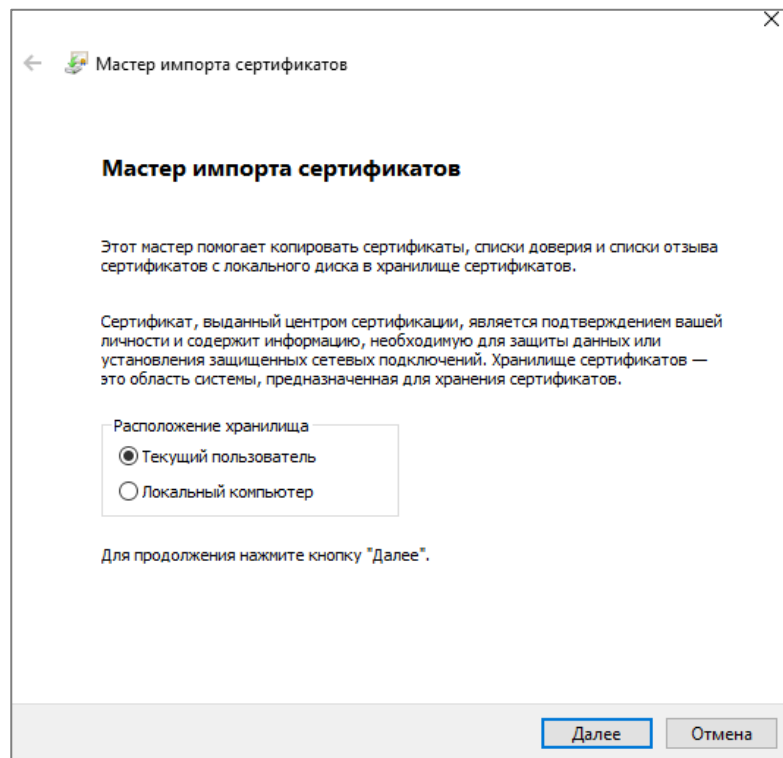 Мастер импорта сертификатов
Мастер импорта сертификатов
Этот мастер помогает копировать сертификаты, списки доверия и списки отзыва
сертификатов с локального диска в хранилище сертификатов.
Сертификат, выданный центром сертификации, является подтверждением вашей
личности и содержит информацию, необходимую для защиты данных или
установления защищенных сетевых подключений. Хранилище сертификатов —
это область системы, предназначенная для хранения сертификатов.
Расположение хранилища
Текущий пользователь
Локальный компьютер
Для продолжения нажмите кнопку "Далее".
Далее
Отмена